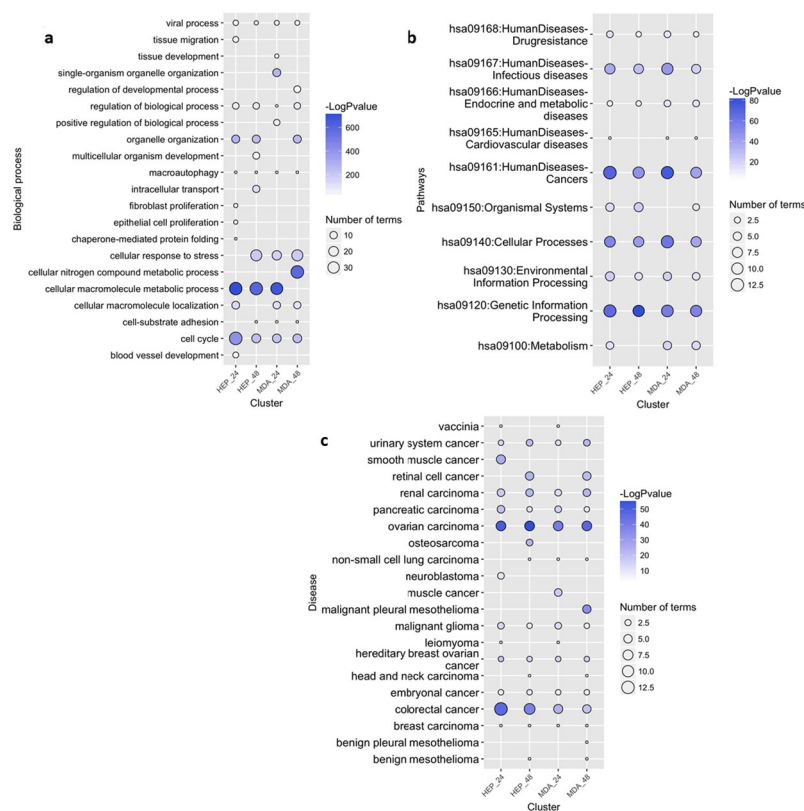 a
viral process
tissue migration
tissue development
single-organism organelle organization
regulation of developmental process
regulation of biological process
positive regulation of biological process
organelle organization
multicellular organism development
macroautophagy
intracellular transport
fibroblast proliferation
epithelial cell proliferation
chaperone-mediated protein folding
cellular response to stress
cellular nitrogen compound metabolic process
cellular macromolecule metabolic process
cellular macromolecule localization
cell-substrate adhesion
cell cycle
blood vessel development
Biological process
HEP_24
HEP_48
MDA_24
MDA_48
Cluster
-LogPvalue
600
400
200
Number of terms
10
20
30
b
hsa09168:HumanDiseases-
Drugresistance
hsa09167:HumanDiseases-
Infectious diseases
hsa09166:HumanDiseases-
Endocrine and metabolic
diseases
hsa09165:HumanDiseases-
Cardiovascular diseases
hsa09161:HumanDiseases-
Cancers
hsa09150:Organismal Systems
hsa09140:Cellular Processes
hsa09130:Environmental
Information Processing
hsa09120:Genetic Information
Processing
hsa09100:Metabolism
Pathways
HEP_24
HEP_48
MDA_24
MDA_48
Cluster
-LogPvalue
80
60
40
20
Number of terms
2.5
5.0
7.5
10.0
12.5
c
vaccinia
urinary system cancer
smooth muscle cancer
retinal cell cancer
renal carcinoma
pancreatic carcinoma
ovarian carcinoma
osteosarcoma
non-small cell lung carcinoma
neuroblastoma
muscle cancer
malignant pleural mesothelioma
malignant glioma
leiomyoma
hereditary breast ovarian
cancer
head and neck carcinoma
embryonal cancer
colorectal cancer
breast carcinoma
benign pleural mesothelioma
benign mesothelioma
Disease
HEP_24
HEP_48
MDA_24
MDA_48
Cluster
-LogPvalue
50
40
30
20
10
Number of terms
2.5
5.0
7.5
10.0
12.5